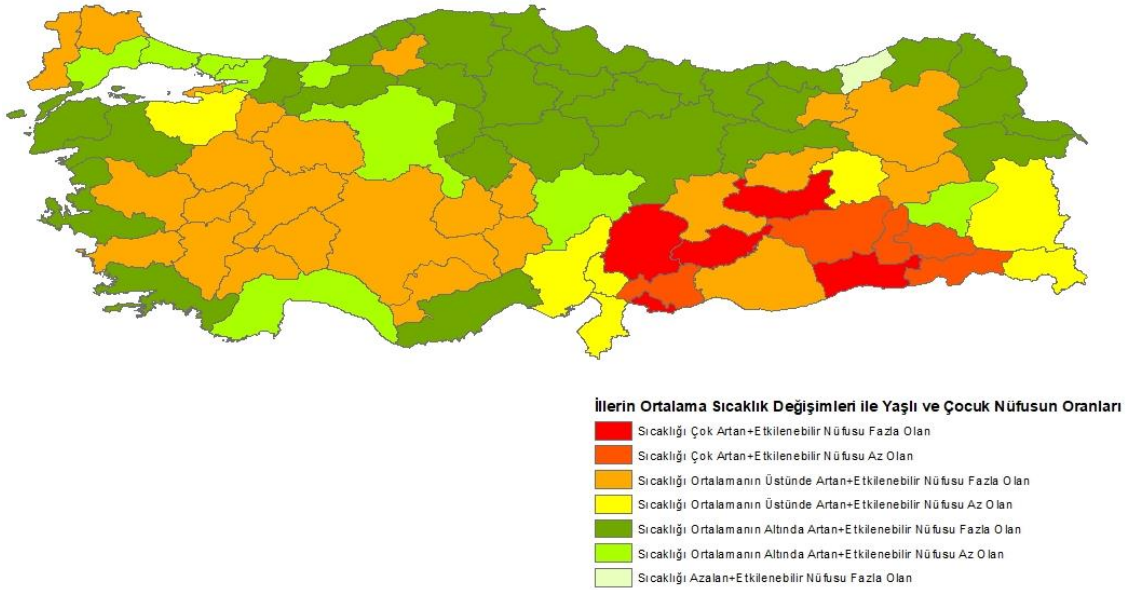 İllerin Ortalama Sıcaklık Değişimleri ile Yaşlı ve Çocuk Nüfusun Oranları
Sıcaklığı Çok Artan+Etkilenebilir Nüfusu Fazla Olan
Sıcaklığı Çok Artan+Etkilenebilir Nüfusu Az Olan
Sıcaklığı Ortalamanın Üstünde Artan+Etkilenebilir Nüfusu Fazla Olan
Sıcaklığı Ortalamanın Üstünde Artan+Etkilenebilir Nüfusu Az Olan
Sıcaklığı Ortalamanın Altında Artan+Etkilenebilir Nüfusu Fazla Olan
Sıcaklığı Ortalamanın Altında Artan+Etkilenebilir Nüfusu Az Olan
Sıcaklığı Azalan+Etkilenebilir Nüfusu Fazla Olan